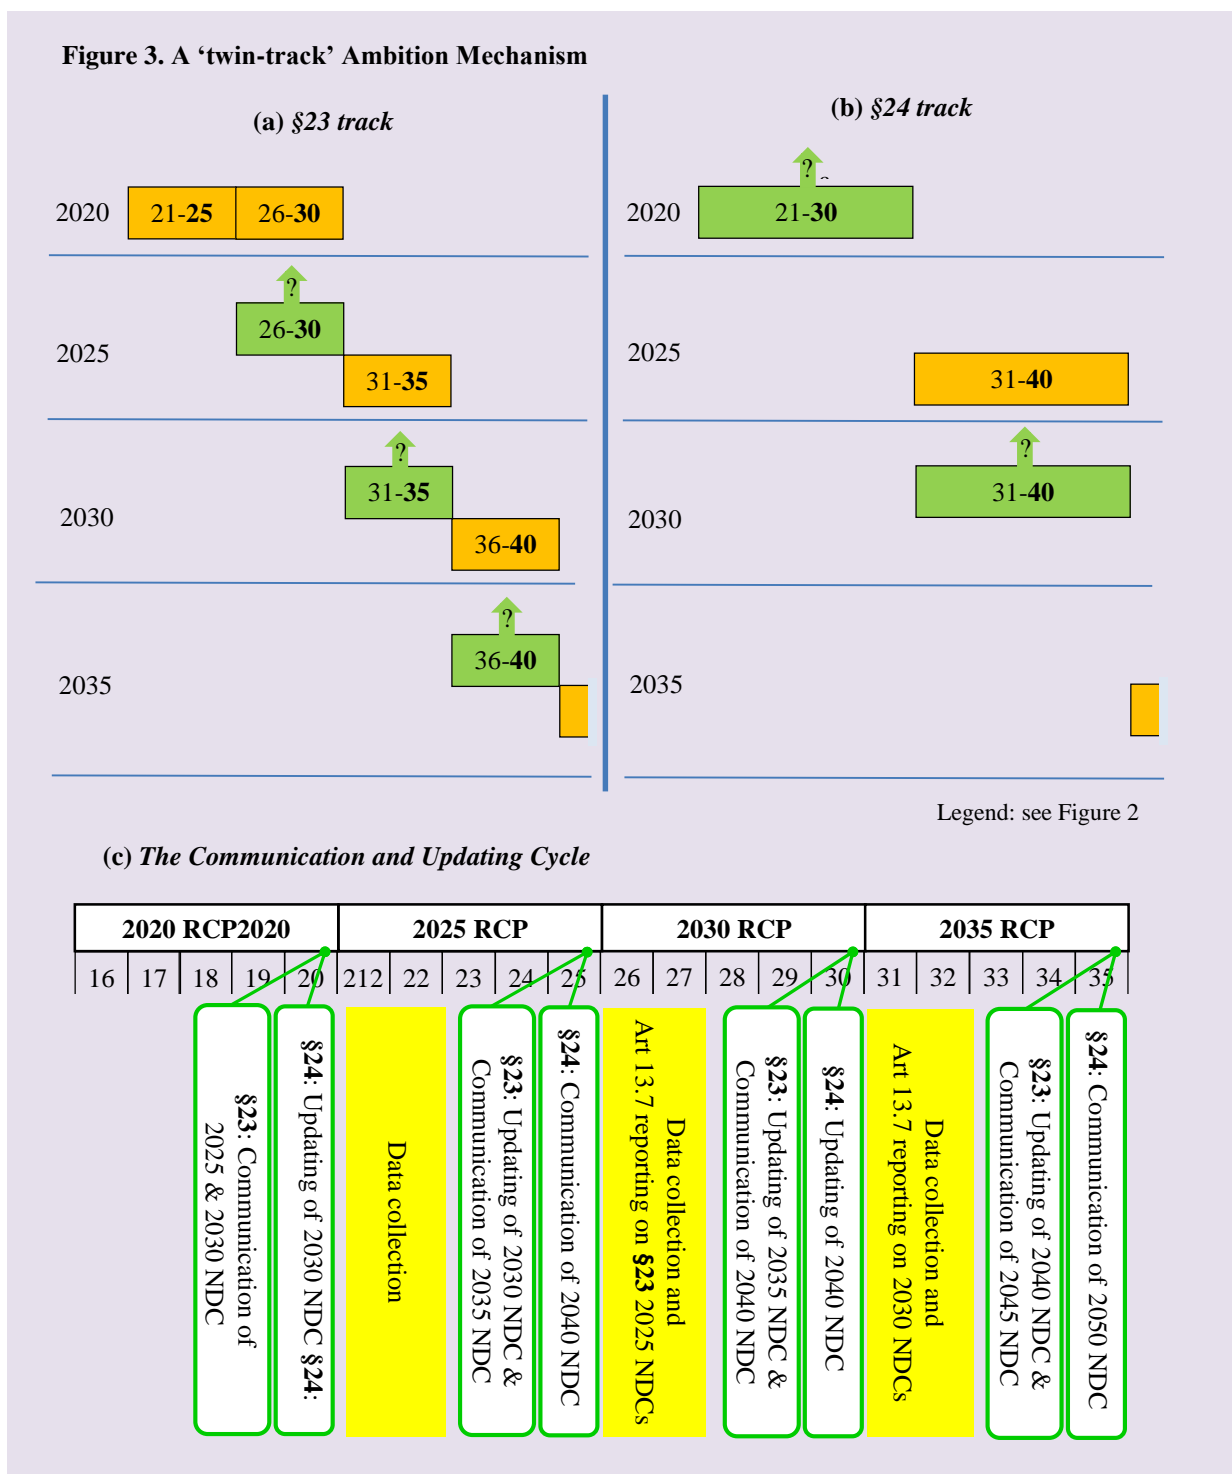 Figure 3. A ‘twin-track’ Ambition Mechanism
(a) §23 track
2020
21-25
26-30
?
26-30
2025
31-35
?
31-35
2030
36-40
?
36-40
2035
(b) §24 track
?
2020
21-30
2025
31-40
?
31-40
2030
2035
Legend: see Figure 2
(c) The Communication and Updating Cycle
2020 RCP2020
2025 RCP
2030 RCP
2035 RCP
16 17 18 19 20 212 22 23 24 25 26 27 28 29 30 31 32 33 34 35
§23: Communication of
2025 & 2030 NDC
§24: Updating of 2030 NDC §24:
Data collection
§23: Updating of 2030 NDC &
Communication of 2035 NDC
§24: Communication of 2040 NDC
Data collection and
Art 13.7 reporting on §23 2025 NDCs
§23: Updating of 2035 NDC &
Communication of 2040 NDC
§24: Updating of 2040 NDC
Data collection and
Art 13.7 reporting on 2030 NDCs
§23: Updating of 2040 NDC &
Communication of 2045 NDC
§24: Communication of 2050 NDC